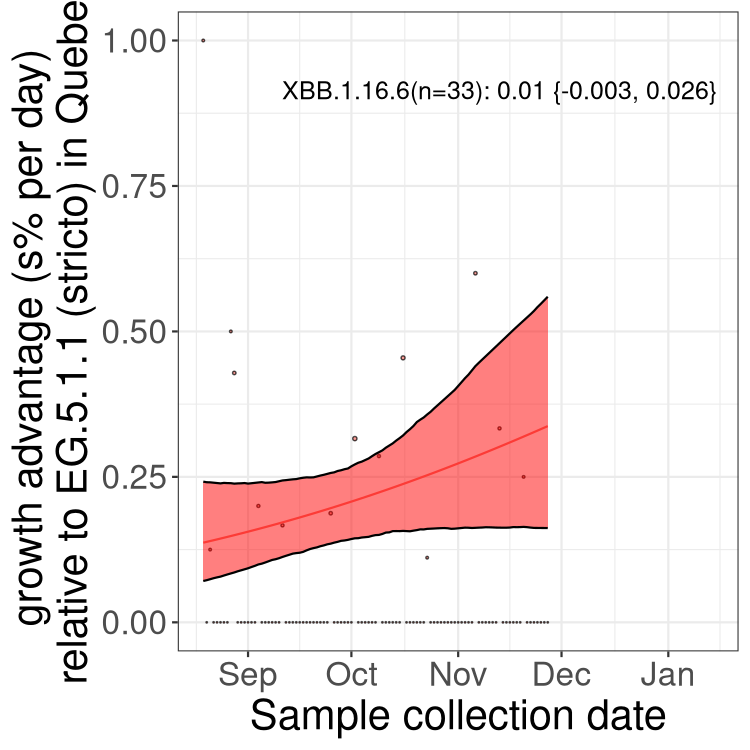 growth advantage (s% per day)
relative to EG.5.1.1 (stricto) in Quebe
1.00
0.75
0.50
0.25
0.00
XBB.1.16.6(n=33): 0.01 {-0.003, 0.026}
Sep Oct Nov Dec Jan
Sample collection date